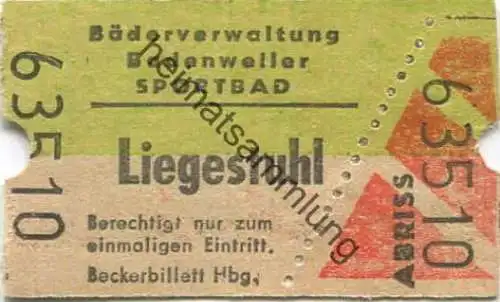 Bäderverwaltung
Badenweiler
SPORTBAD
Liegestuhl
Berechtigt nur zum
einmaligen Eintritt.
Beckerbillett Hbg.
63510
63510
ABRISS
heimatsammlung